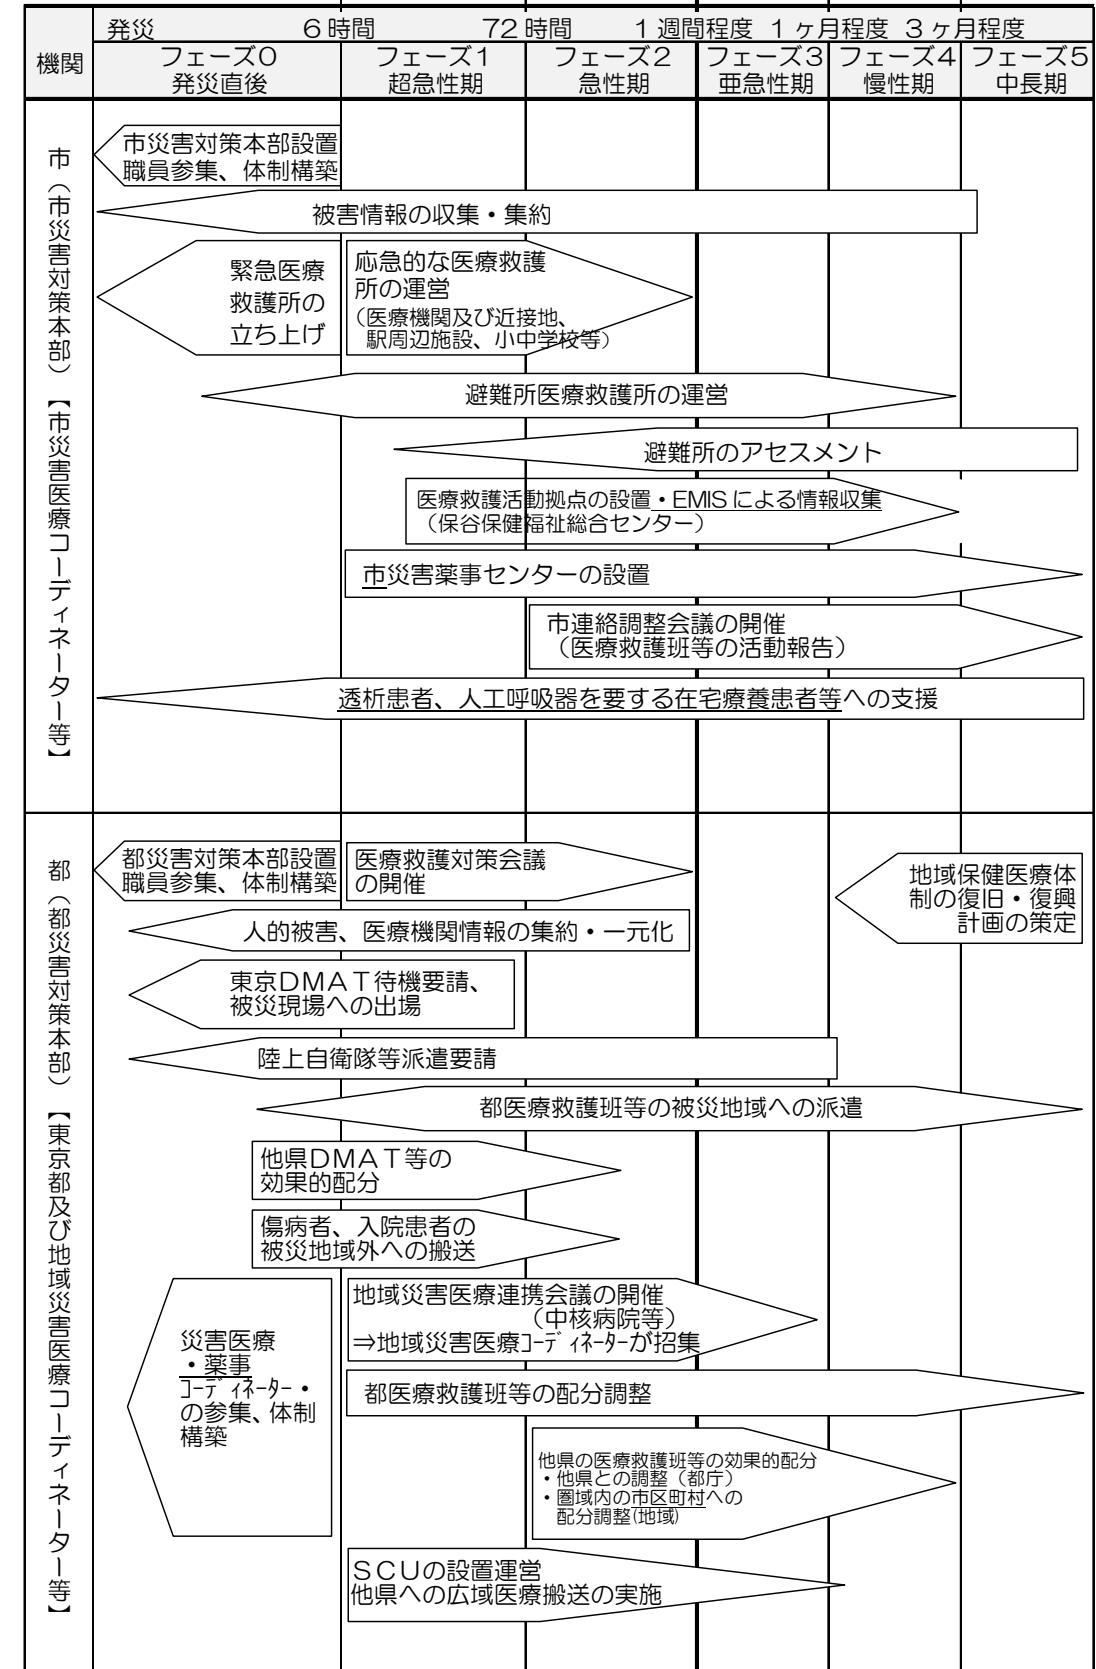 発災 6時間 72時間 1週間程度 1ヶ月程度 3ヶ月程度
機関
フェーズ0 フェーズ1 フェーズ2 フェーズ3 フェーズ4 フェーズ5
発災直後 超急性期 急性期 亜急性期 慢性期 中長期
市（市災害対策本部）【市災害医療コーディネーター等】
市災害対策本部設置
職員参集、体制構築
被害情報の収集・集約
緊急医療
救護所の
立ち上げ
応急的な医療救護
所の運営
（医療機関及び近接地、
駅周辺施設、小中学校等）
避難所医療救護所の運営
避難所のアセスメント
医療救護活動拠点の設置・EMISによる情報収集
（保谷保健福祉総合センター）
市災害薬事センターの設置
市連絡調整会議の開催
（医療救護班等の活動報告）
透析患者、人工呼吸器を要する在宅療養患者等への支援
都（都災害対策本部）【東京都及び地域災害医療コーディネーター等】
都災害対策本部設置
職員参集、体制構築
医療救護対策会議
の開催
地域保健医療体
制の復旧・復興
計画の策定
人的被害、医療機関情報の集約・一元化
東京DMAT待機要請、
被災現場への出場
陸上自衛隊等派遣要請
都医療救護班等の被災地域への派遣
他県DMAT等の
効果的配分
傷病者、入院患者の
被災地域外への搬送
災害医療
・薬事
ｺｰﾃﾞｨﾈｰﾀｰ・
の参集、体制
構築
地域災害医療連携会議の開催
（中核病院等）
⇒地域災害医療ｺｰﾃﾞｨﾈｰﾀｰが招集
都医療救護班等の配分調整
他県の医療救護班等の効果的配分
・他県との調整（都庁）
・圏域内の市区町村への
配分調整(地域)
SCUの設置運営
他県への広域医療搬送の実施